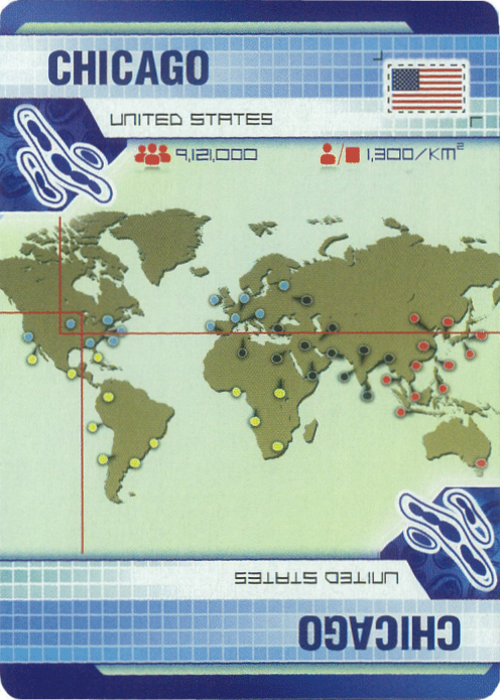 CHICAGO
UNITED STATES
9,121,000
1,300/KM²
UNITED STATES
CHICAGO